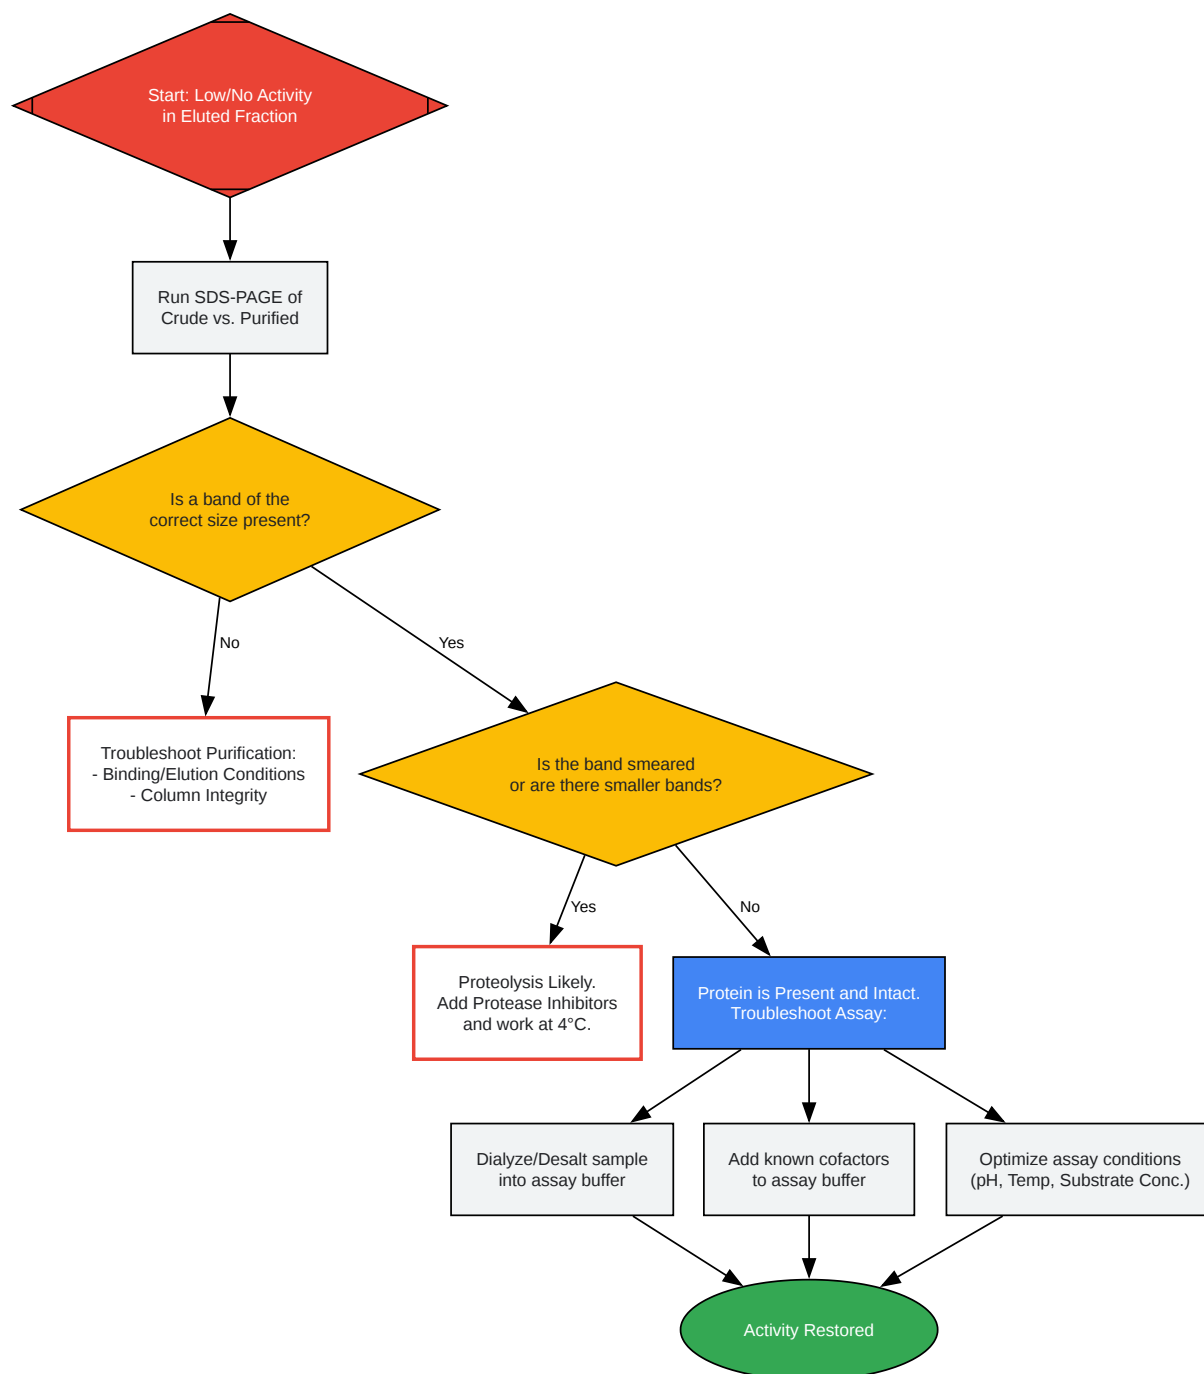 Start: Low/No Activity
in Eluted Fraction
Run SDS-PAGE of
Crude vs. Purified
Is a band of the
correct size present?
No
Yes
Troubleshoot Purification:
- Binding/Elution Conditions
- Column Integrity
Is the band smeared
or are there smaller bands?
Yes
No
Proteolysis Likely.
Add Protease Inhibitors
and work at 4°C.
Protein is Present and Intact.
Troubleshoot Assay:
Dialyze/Desalt sample
into assay buffer
Add known cofactors
to assay buffer
Optimize assay conditions
(pH, Temp, Substrate Conc.)
Activity Restored